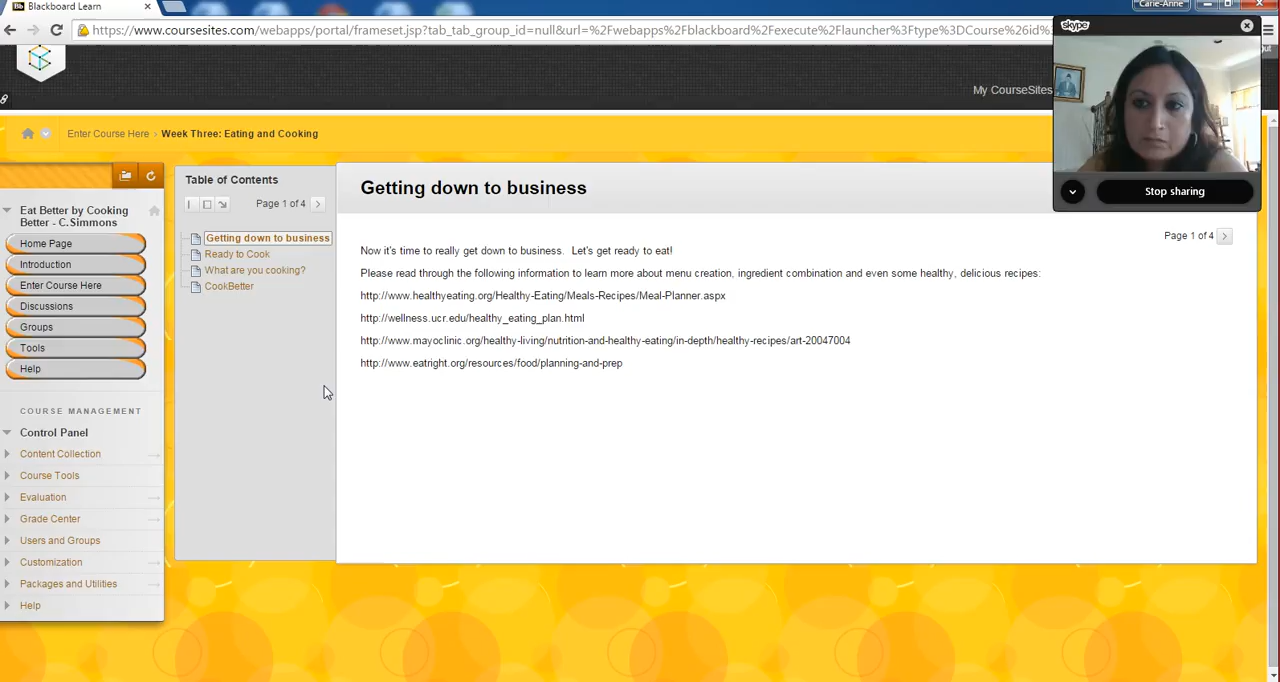 Blackboard Learn
Carie-Anne
https://www.coursesites.com/webapps/portal/frameset.jsp?tab_tab_group_id=null&url=%2Fwebapps%2Fblackboard%2Fexecute%2Flauncher%3Ftype%3DCourse%26id%
skype
out
My CourseSites
Enter Course Here > Week Three: Eating and Cooking
Stop sharing
Table of Contents
Page 1 of 4
Getting down to business
Ready to Cook
What are you cooking?
CookBetter
Getting down to business
Page 1 of 4
Now it's time to really get down to business. Let's get ready to eat!
Please read through the following information to learn more about menu creation, ingredient combination and even some healthy, delicious recipes:
http://www.healthyeating.org/Healthy-Eating/Meals-Recipes/Meal-Planner.aspx
http://wellness.ucr.edu/healthy_eating_plan.html
http://www.mayoclinic.org/healthy-living/nutrition-and-healthy-eating/in-depth/healthy-recipes/art-20047004
http://www.eatright.org/resources/food/planning-and-prep
Eat Better by Cooking
Better - C.Simmons
Home Page
Introduction
Enter Course Here
Discussions
Groups
Tools
Help
COURSE MANAGEMENT
Control Panel
Content Collection
Course Tools
Evaluation
Grade Center
Users and Groups
Customization
Packages and Utilities
Help